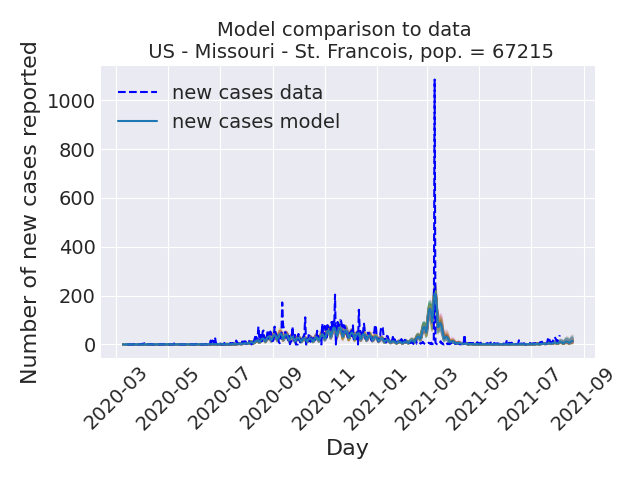 Model comparison to data
US - Missouri - St. Francois, pop. = 67215
Number of new cases reported
1000
800
600
400
200
0
new cases data
new cases model
2020-03
2020-05
2020-07
2020-09
2020-11
2021-01
2021-03
2021-05
2021-07
2021-09
Day